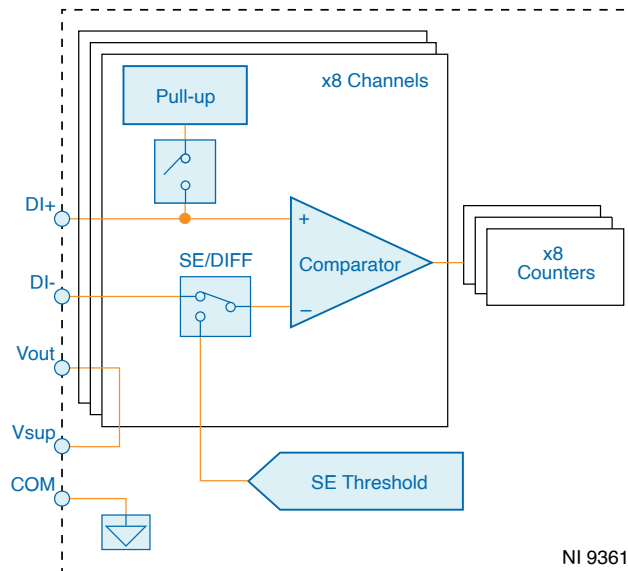 x8 Channels
Pull-up
DI+
+
SE/DIFF
Comparator
DI-
−
x8
Counters
Vout
Vsup
COM
SE Threshold
NI 9361